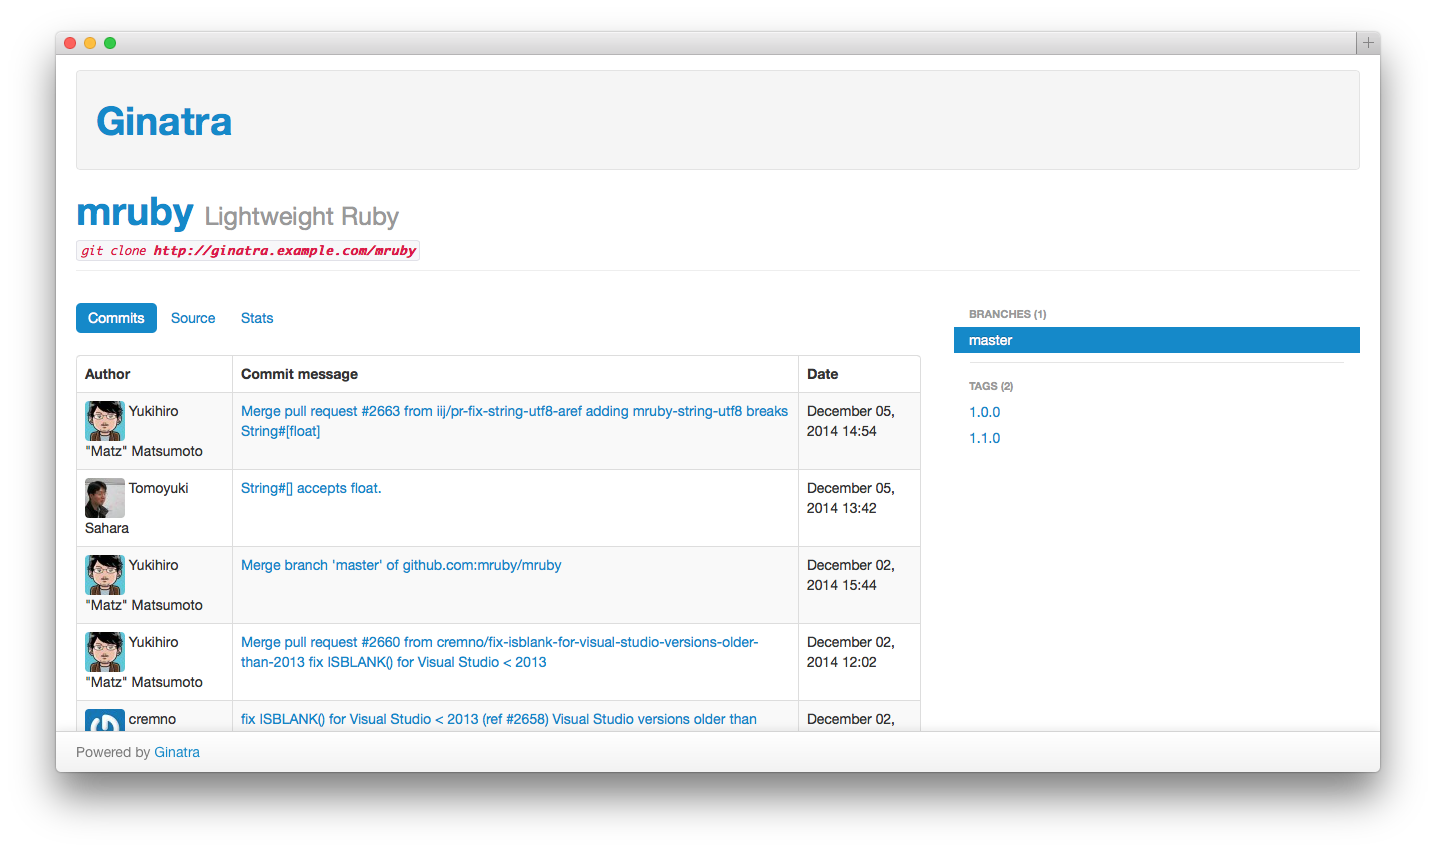 Ginatra
mruby Lightweight Ruby
git clone http://ginatra.example.com/mruby
Commits Source Stats
Author Commit message Date
Yukihiro
"Matz" Matsumoto
Merge pull request #2663 from iij/pr-fix-string-utf8-aref adding mruby-string-utf8 breaks
String#[float]
December 05,
2014 14:54
Tomoyuki
Sahara
String#[] accepts float.
December 05,
2014 13:42
Yukihiro
"Matz" Matsumoto
Merge branch 'master' of github.com:mruby/mruby
December 02,
2014 15:44
Yukihiro
"Matz" Matsumoto
Merge pull request #2660 from cremno/fix-isblank-for-visual-studio-versions-older-
than-2013 fix ISBLANK() for Visual Studio < 2013
December 02,
2014 12:02
cremno
fix ISBLANK() for Visual Studio < 2013 (ref #2658) Visual Studio versions older than
December 02,
BRANCHES (1)
master
TAGS (2)
1.0.0
1.1.0
Powered by Ginatra